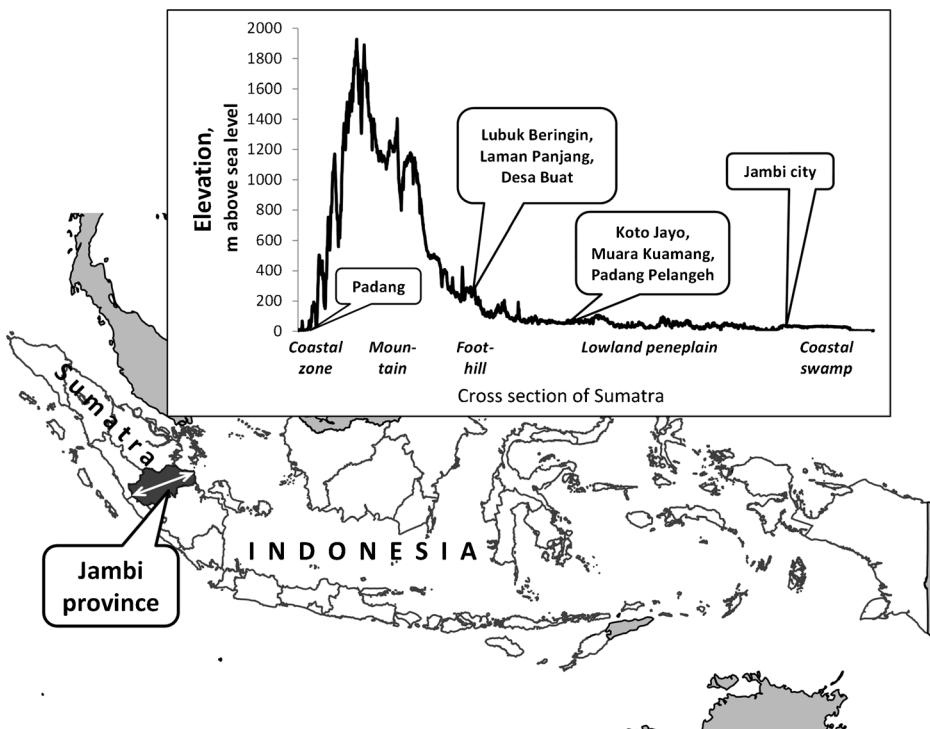 2000
1800
1600
1400
1200
1000
800
600
400
200
0
Elevation,
m above sea level
Lubuk Beringin,
Laman Panjang,
Desa Buat
Jambi city
Koto Jayo,
Muara Kuamang,
Padang Pelangeh
Padang
Coastal
zone
Moun-
tain
Foot-
hill
Lowland peneplain
Coastal
swamp
Cross section of Sumatra
Sumatra
INDONESIA
Jambi
province